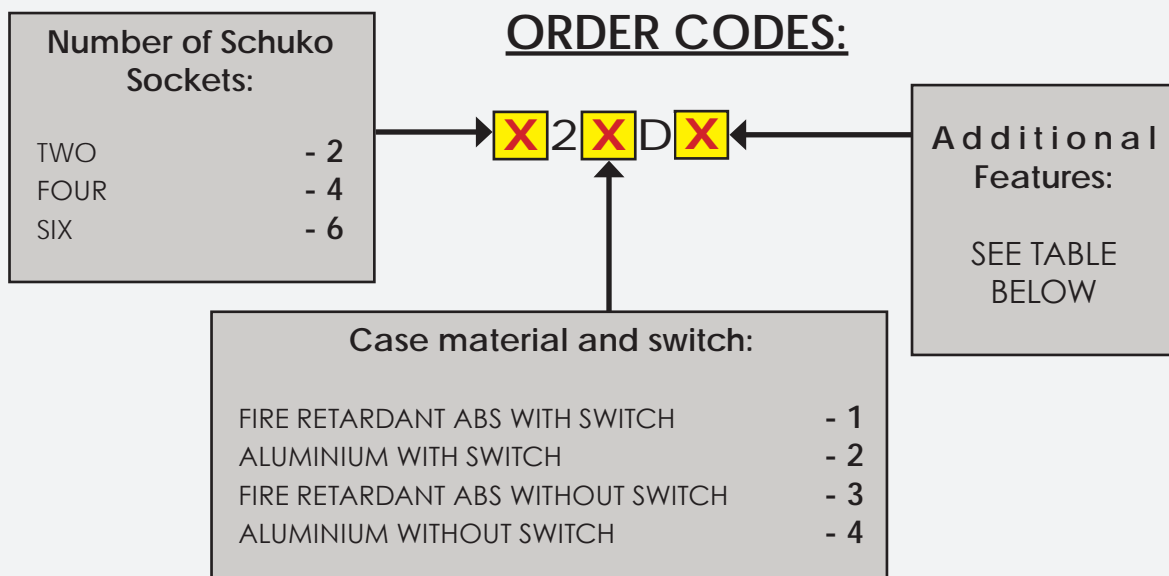 ORDER CODES:
Number of Schuko
Sockets:
TWO - 2
FOUR - 4
SIX - 6
X2XDX
Additional
Features:
SEE TABLE
BELOW
Case material and switch:
FIRE RETARDANT ABS WITH SWITCH - 1
ALUMINIUM WITH SWITCH - 2
FIRE RETARDANT ABS WITHOUT SWITCH - 3
ALUMINIUM WITHOUT SWITCH - 4